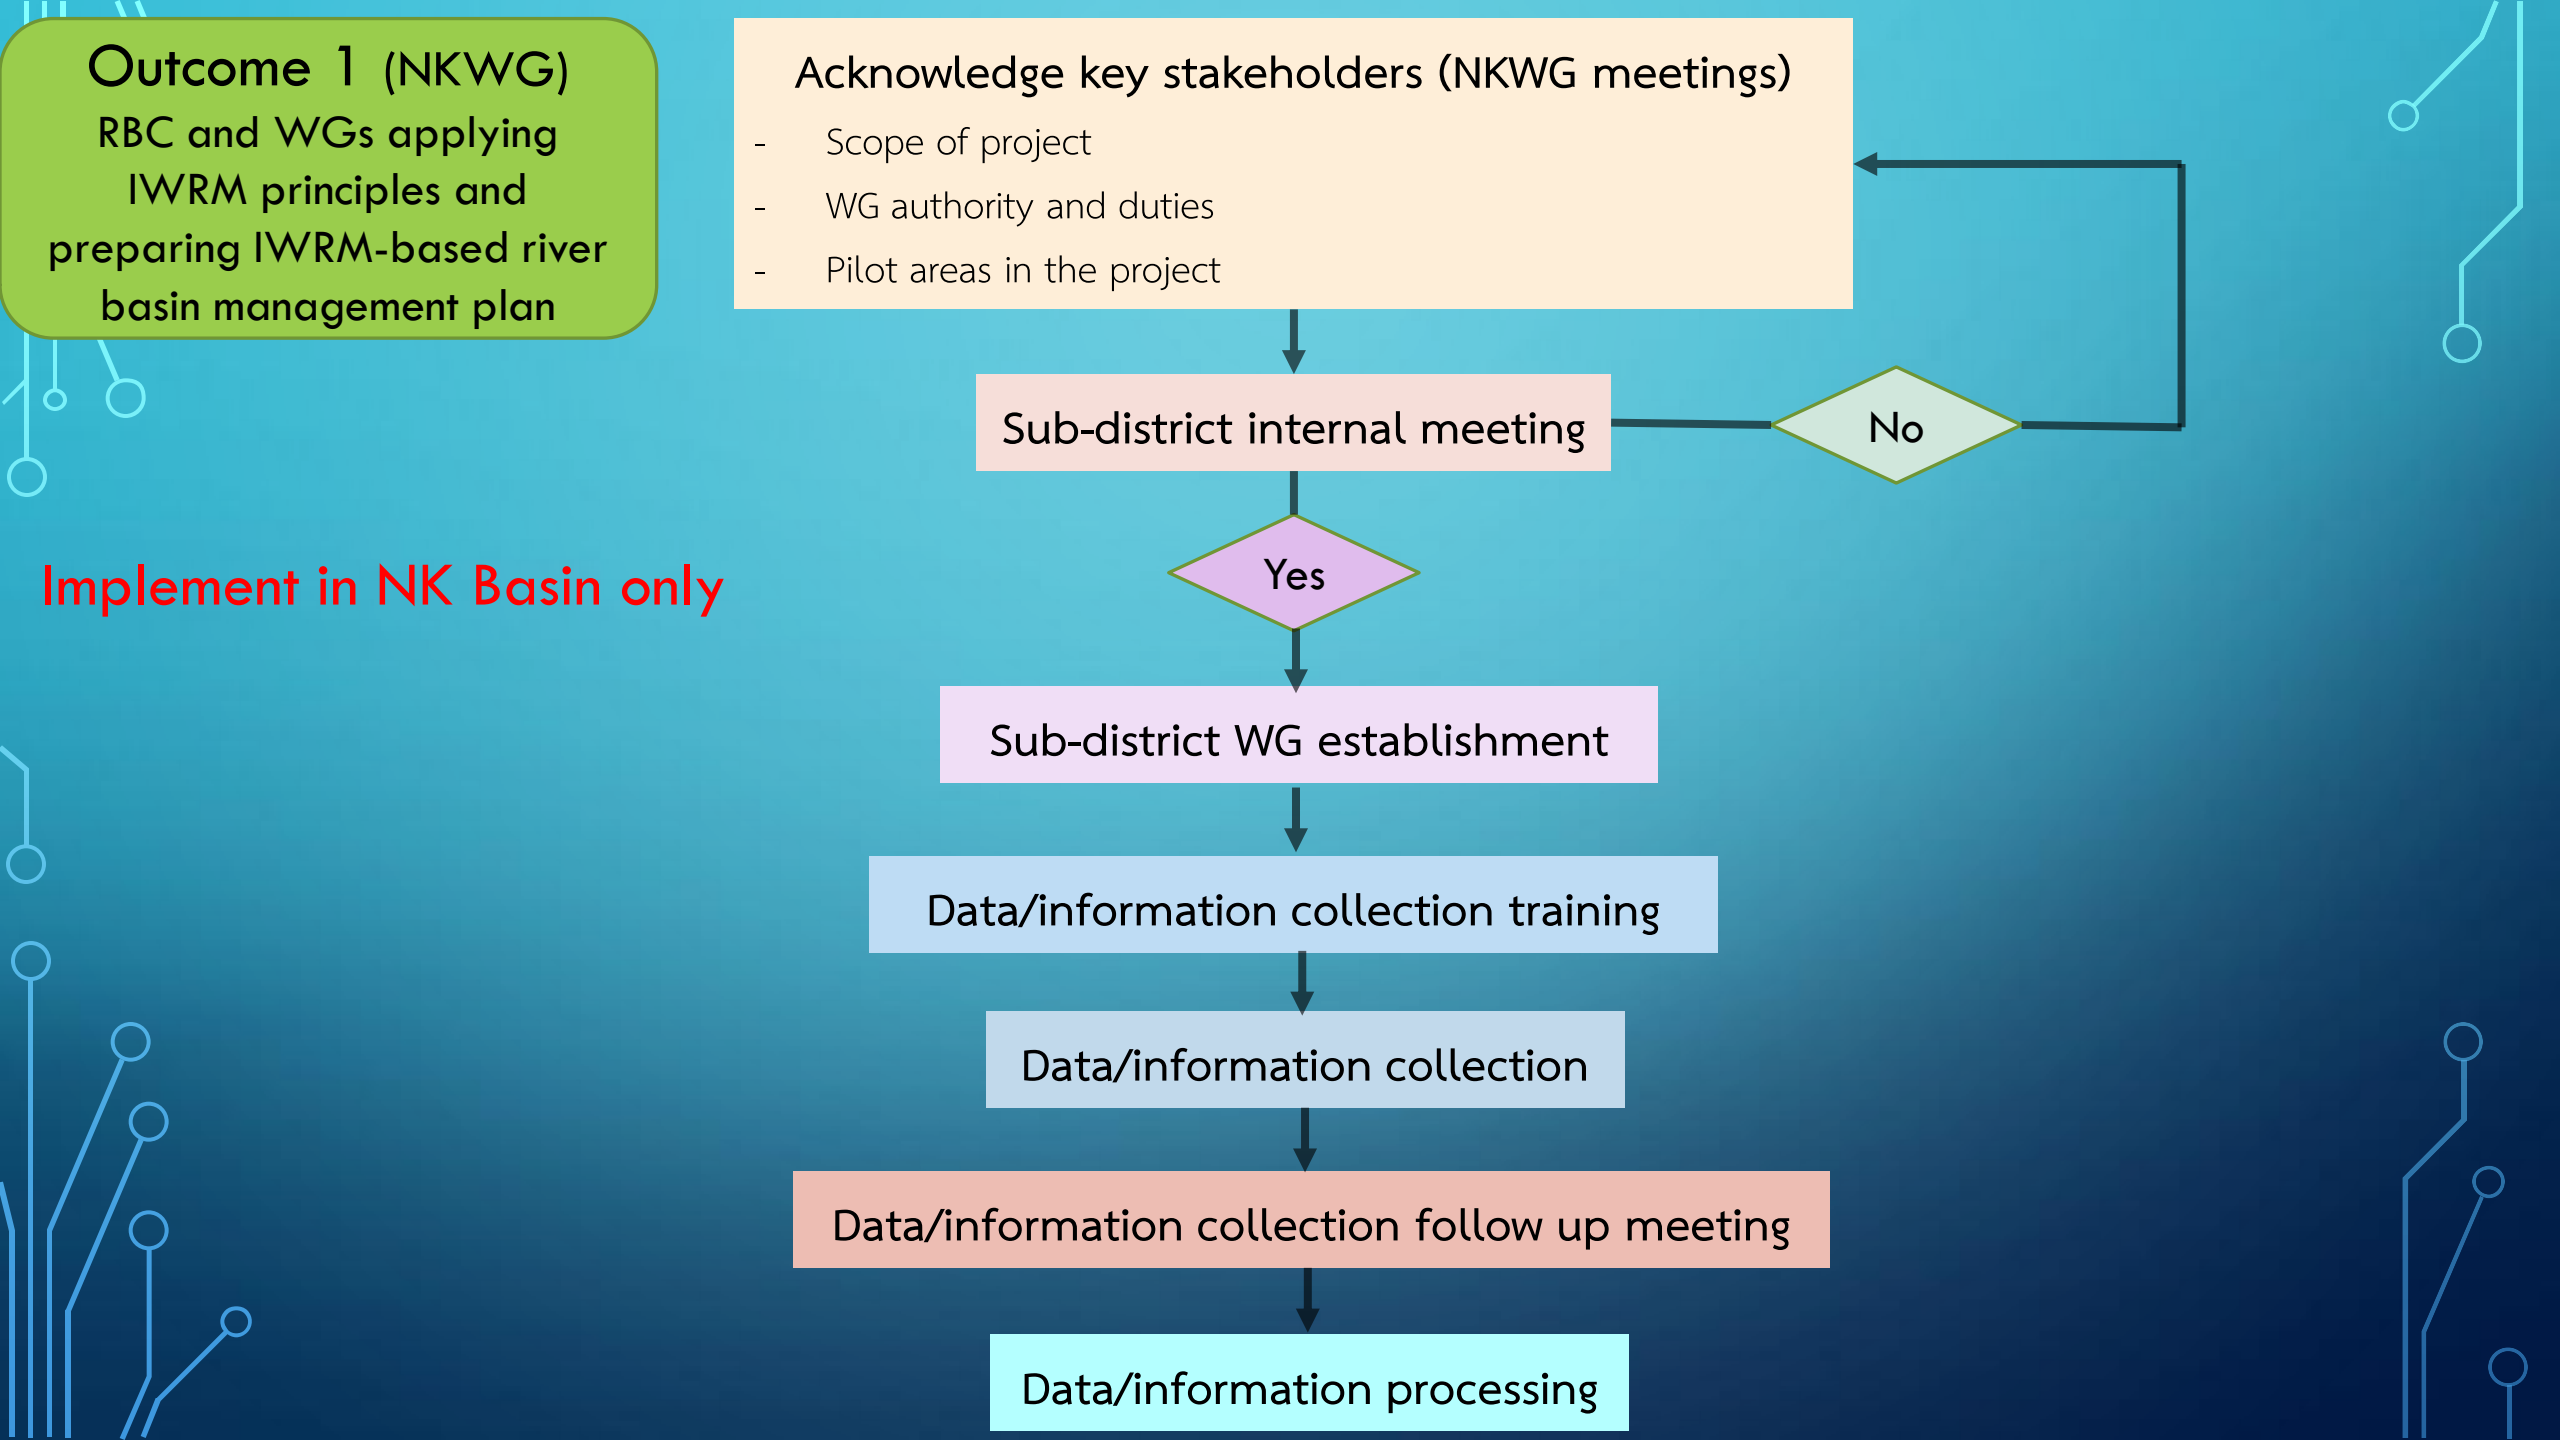 Outcome 1 (NKWG)
RBC and WGs applying
IWRM principles and
preparing IWRM-based river
basin management plan
Acknowledge key stakeholders (NKWG meetings)
- Scope of project
- WG authority and duties
- Pilot areas in the project
Sub-district internal meeting
No
Yes
Implement in NK Basin only
Sub-district WG establishment
Data/information collection training
Data/information collection
Data/information collection follow up meeting
Data/information processing